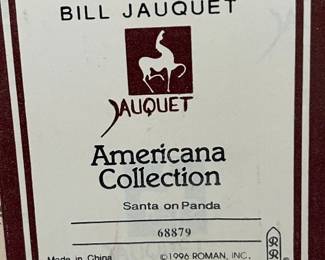 BILL JAUQUET
JAUQUET
Americana
Collection
Santa on Panda
68879
Made in China
©1996 ROMAN, INC.